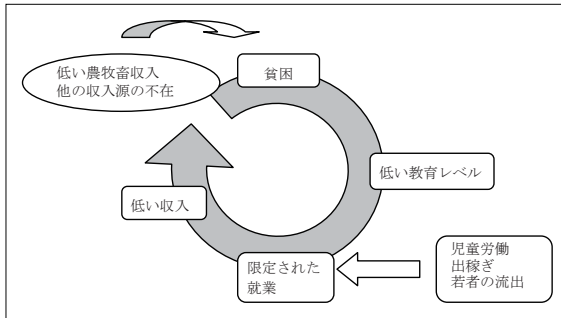 低い農牧畜収入
他の収入源の不在
貧困
低い教育レベル
低い収入
限定された
就業
児童労働
出稼ぎ
若者の流出